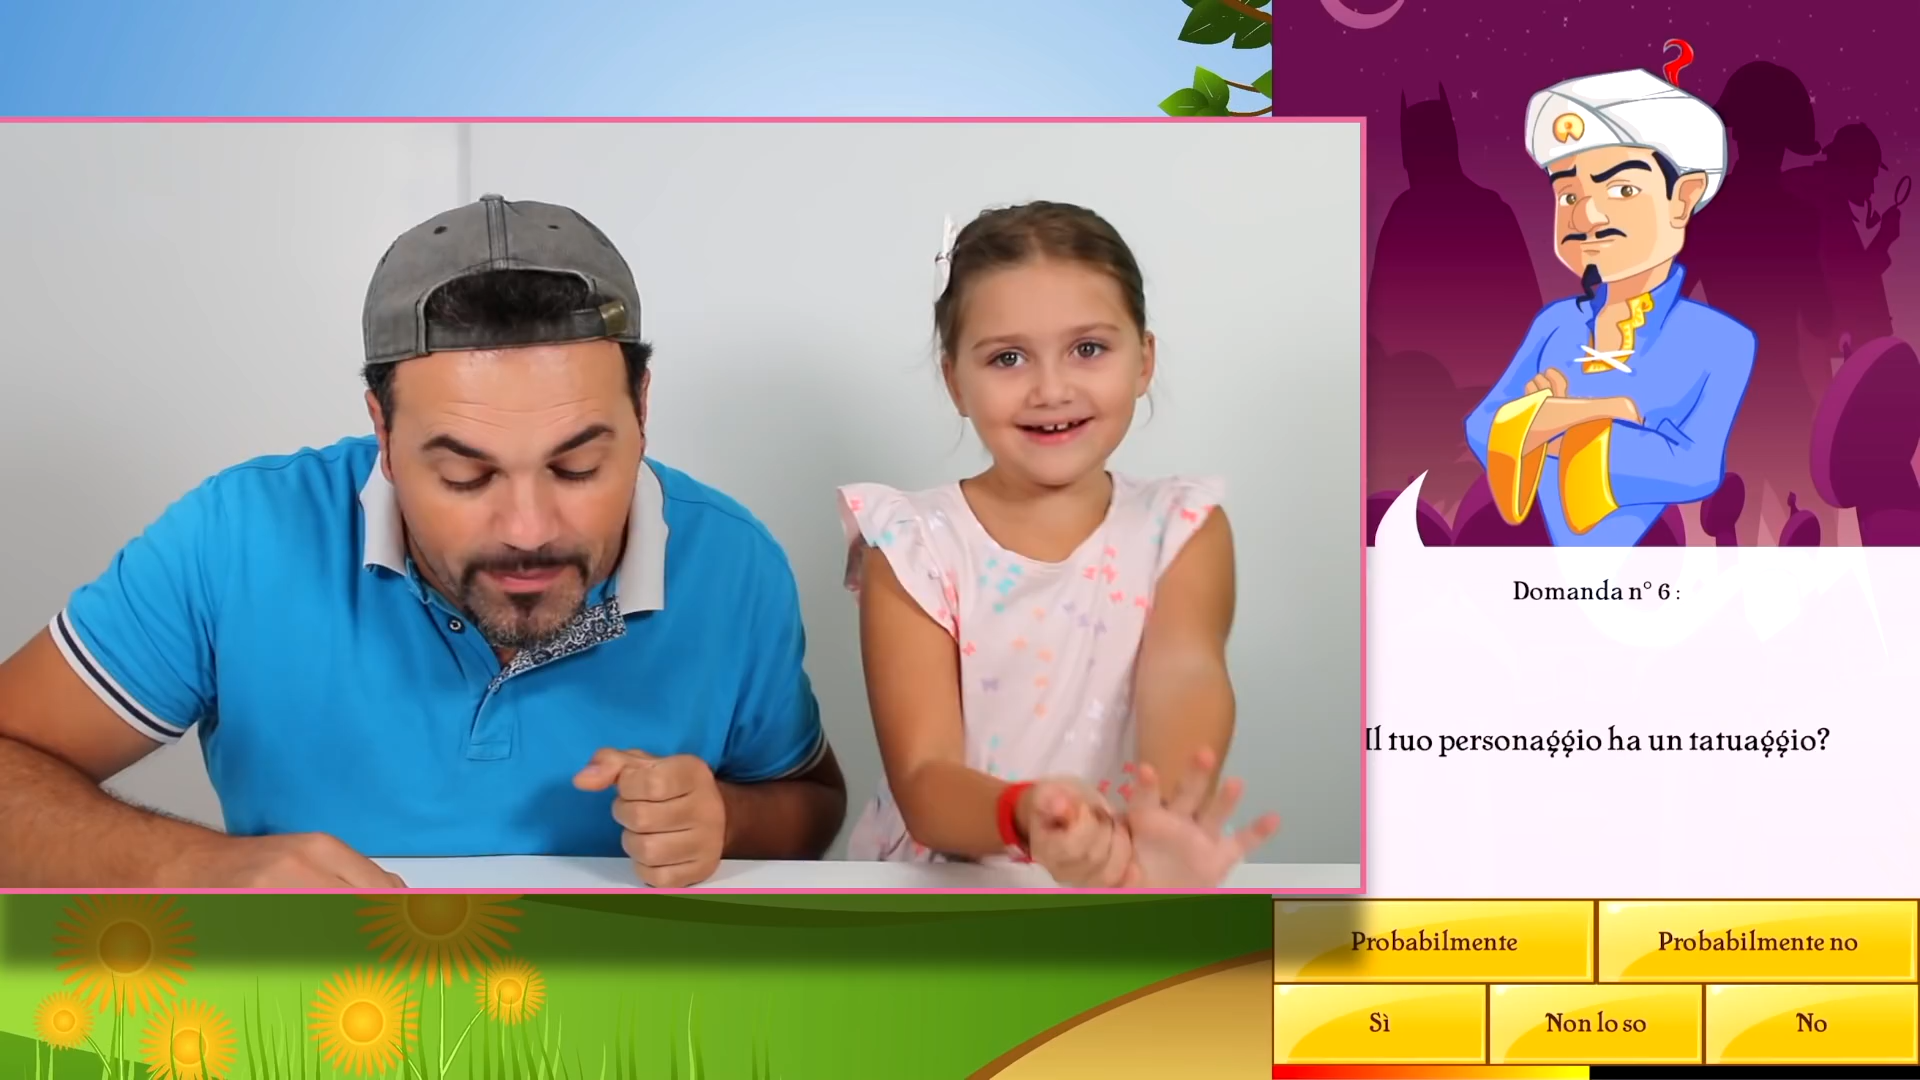 Domanda n° 6 :
Il tuo personaggio ha un tatuaggio?
Probabilmente
Probabilmente no
Sì
Non lo so
No